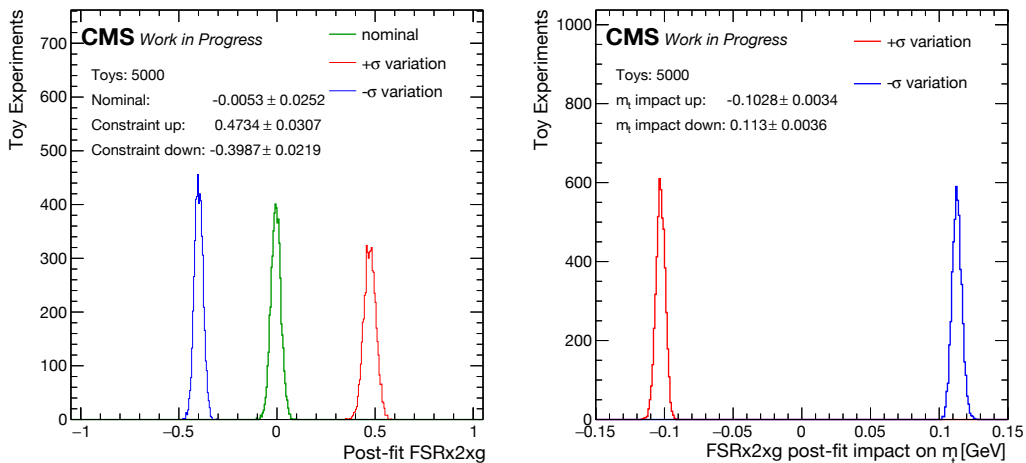 CMS Work in Progress
nominal
+σ variation
-σ variation
Toys: 5000
Nominal: -0.0053 ± 0.0252
Constraint up: 0.4734 ± 0.0307
Constraint down: -0.3987 ± 0.0219
Toy Experiments
700
600
500
400
300
200
100
0
−1 −0.5 0 0.5 1
Post-fit FSRx2xg
CMS Work in Progress
+σ variation
-σ variation
Toys: 5000
mt impact up: -0.1028 ± 0.0034
mt impact down: 0.113 ± 0.0036
Toy Experiments
1000
800
600
400
200
0
−0.15 −0.1 −0.05 0 0.05 0.1 0.15
FSRx2xg post-fit impact on mt [GeV]